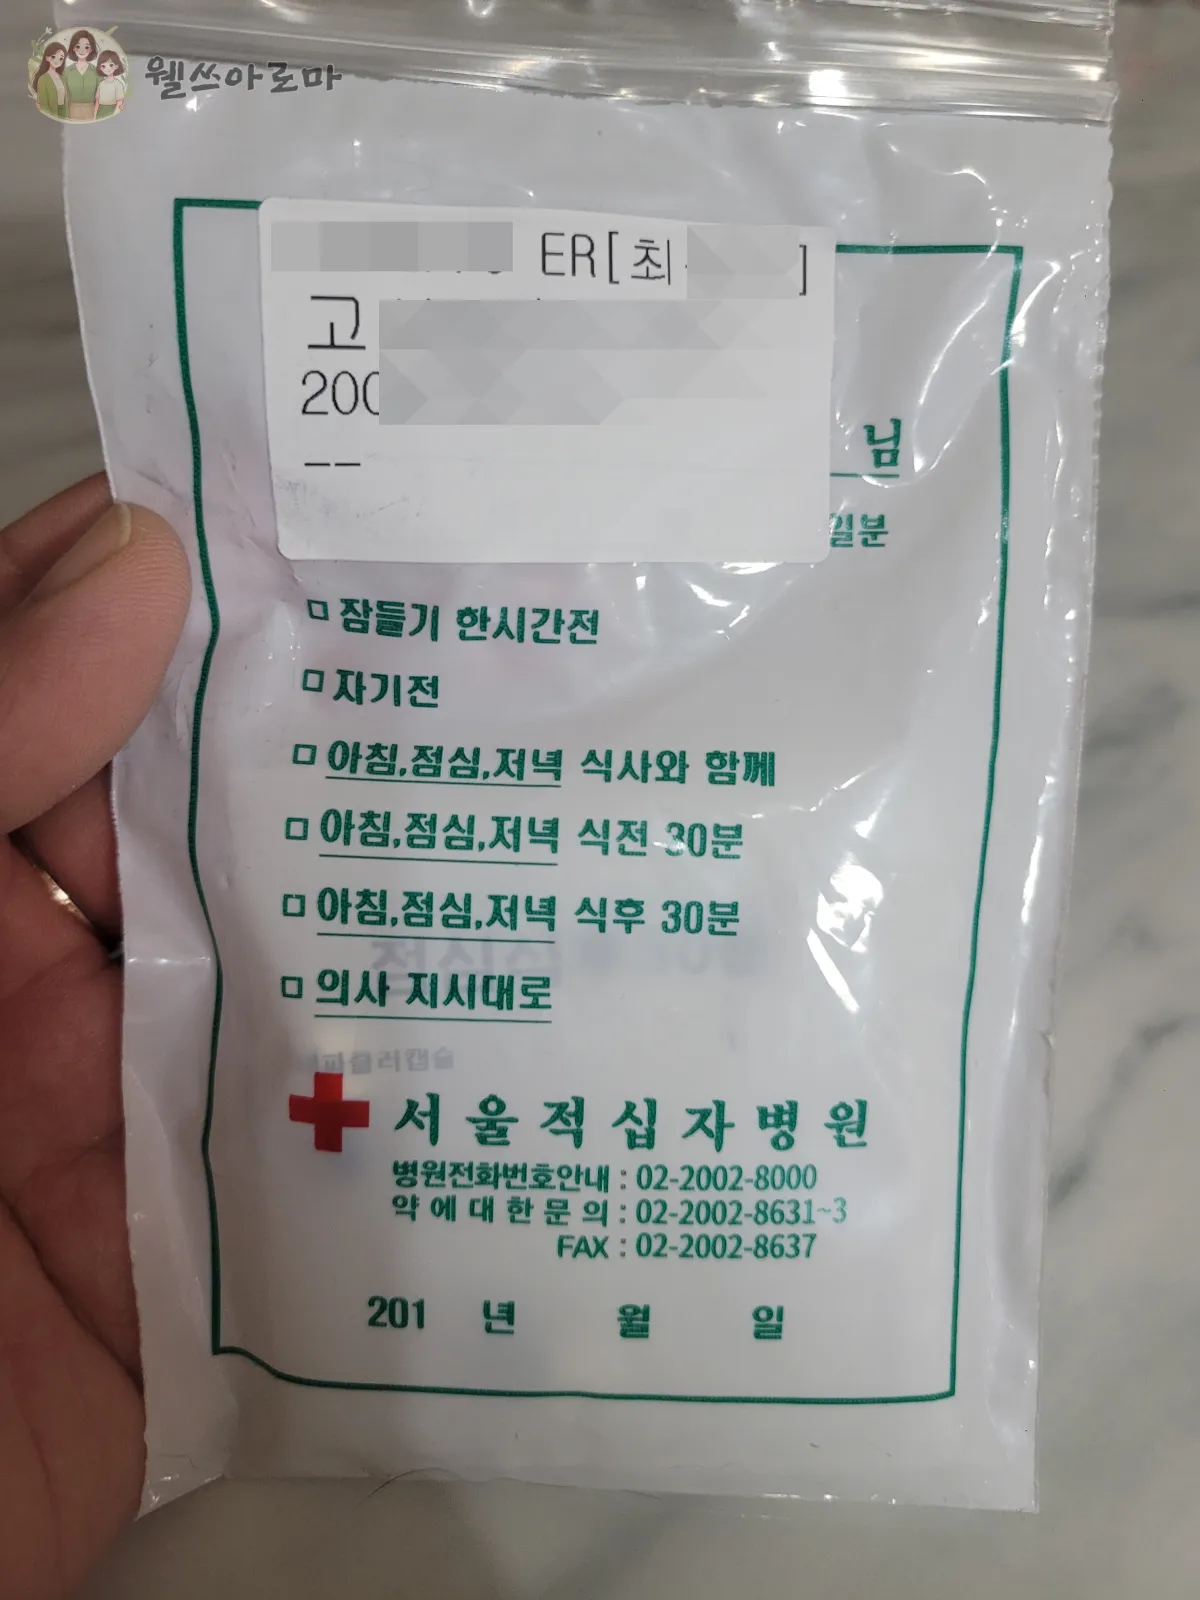 웰쓰아로마
ER[최
]
고
200
--
님
일분
□ 잠들기 한시간전
□ 자기전
□ 아침,점심,저녁 식사와 함께
□ 아침,점심,저녁 식전 30분
□ 아침,점심,저녁 식후 30분
□ 의사 지시대로
서울적십자병원
병원전화번호안내 : 02-2002-8000
약에대한문의 : 02-2002-8631~3
FAX : 02-2002-8637
201 년 월 일